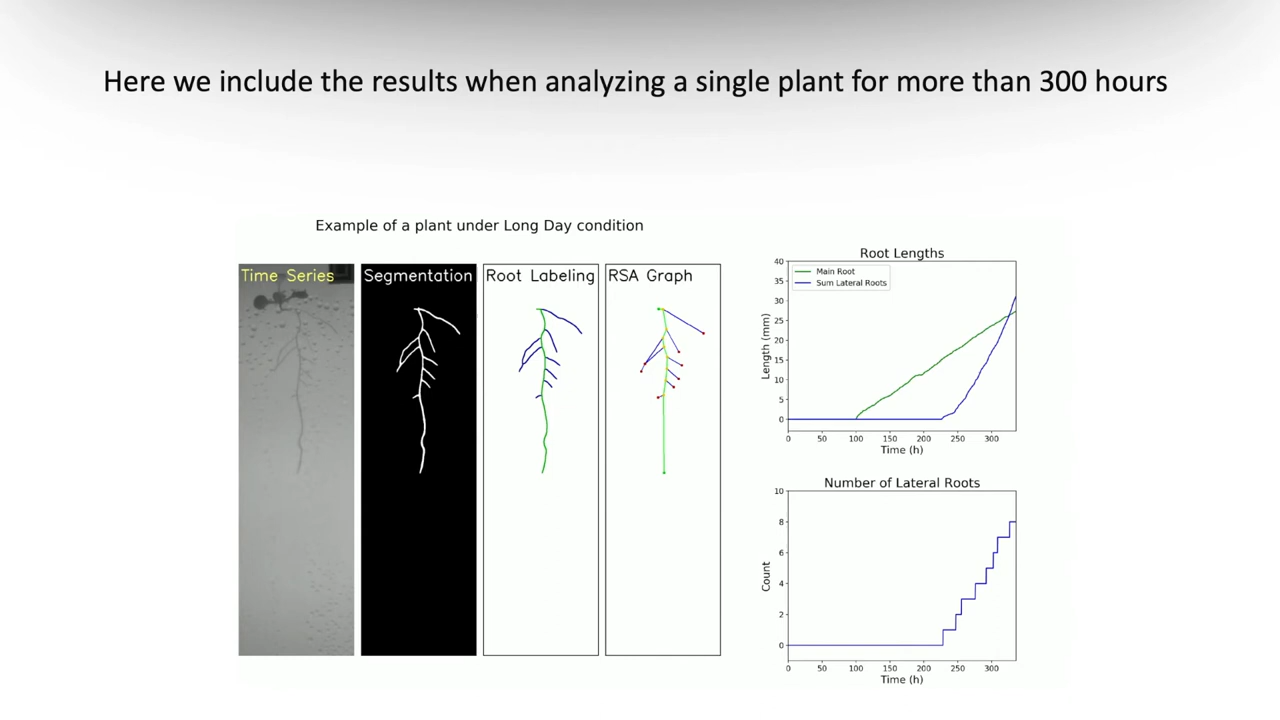 Here we include the results when analyzing a single plant for more than 300 hours
Example of a plant under Long Day condition
Time Series
Segmentation
Root Labeling
RSA Graph
Root Lengths
Main Root
Sum Lateral Roots
Length (mm)
40
35
30
25
20
15
10
5
0
0 50 100 150 200 250 300
Time (h)
Number of Lateral Roots
Count
10
8
6
4
2
0
0 50 100 150 200 250 300
Time (h)